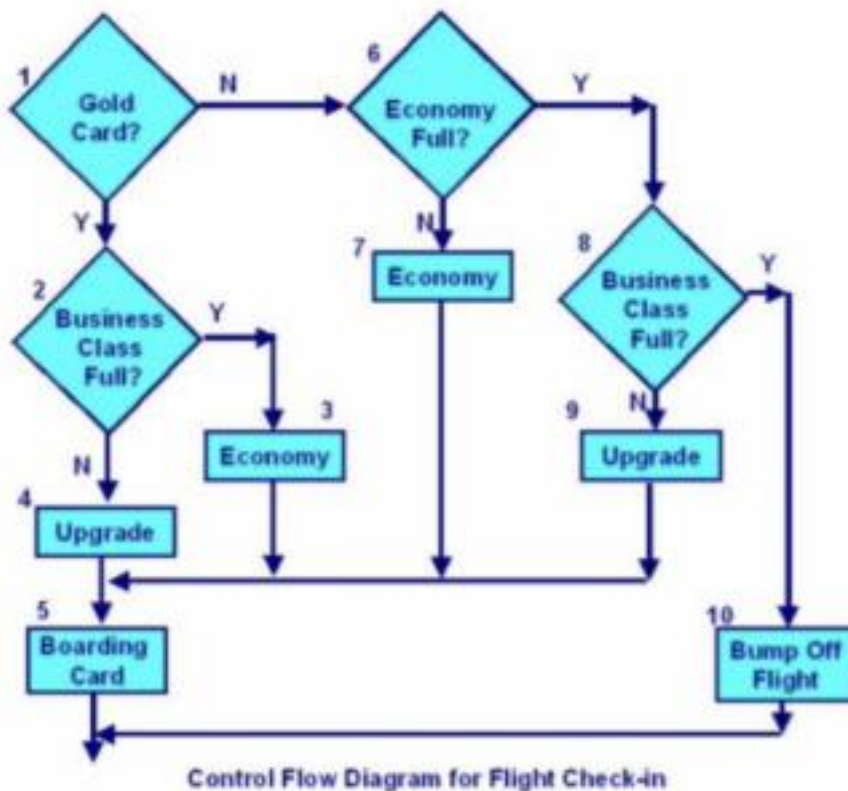 1
Gold
Card?
N
6
Economy
Full?
Y
Y
N
7
Economy
8
Business
Class
Full?
Y
2
Business
Class
Full?
Y
3
Economy
N
9
Upgrade
N
4
Upgrade
5
Boarding
Card
10
Bump Off
Flight
Control Flow Diagram for Flight Check-in